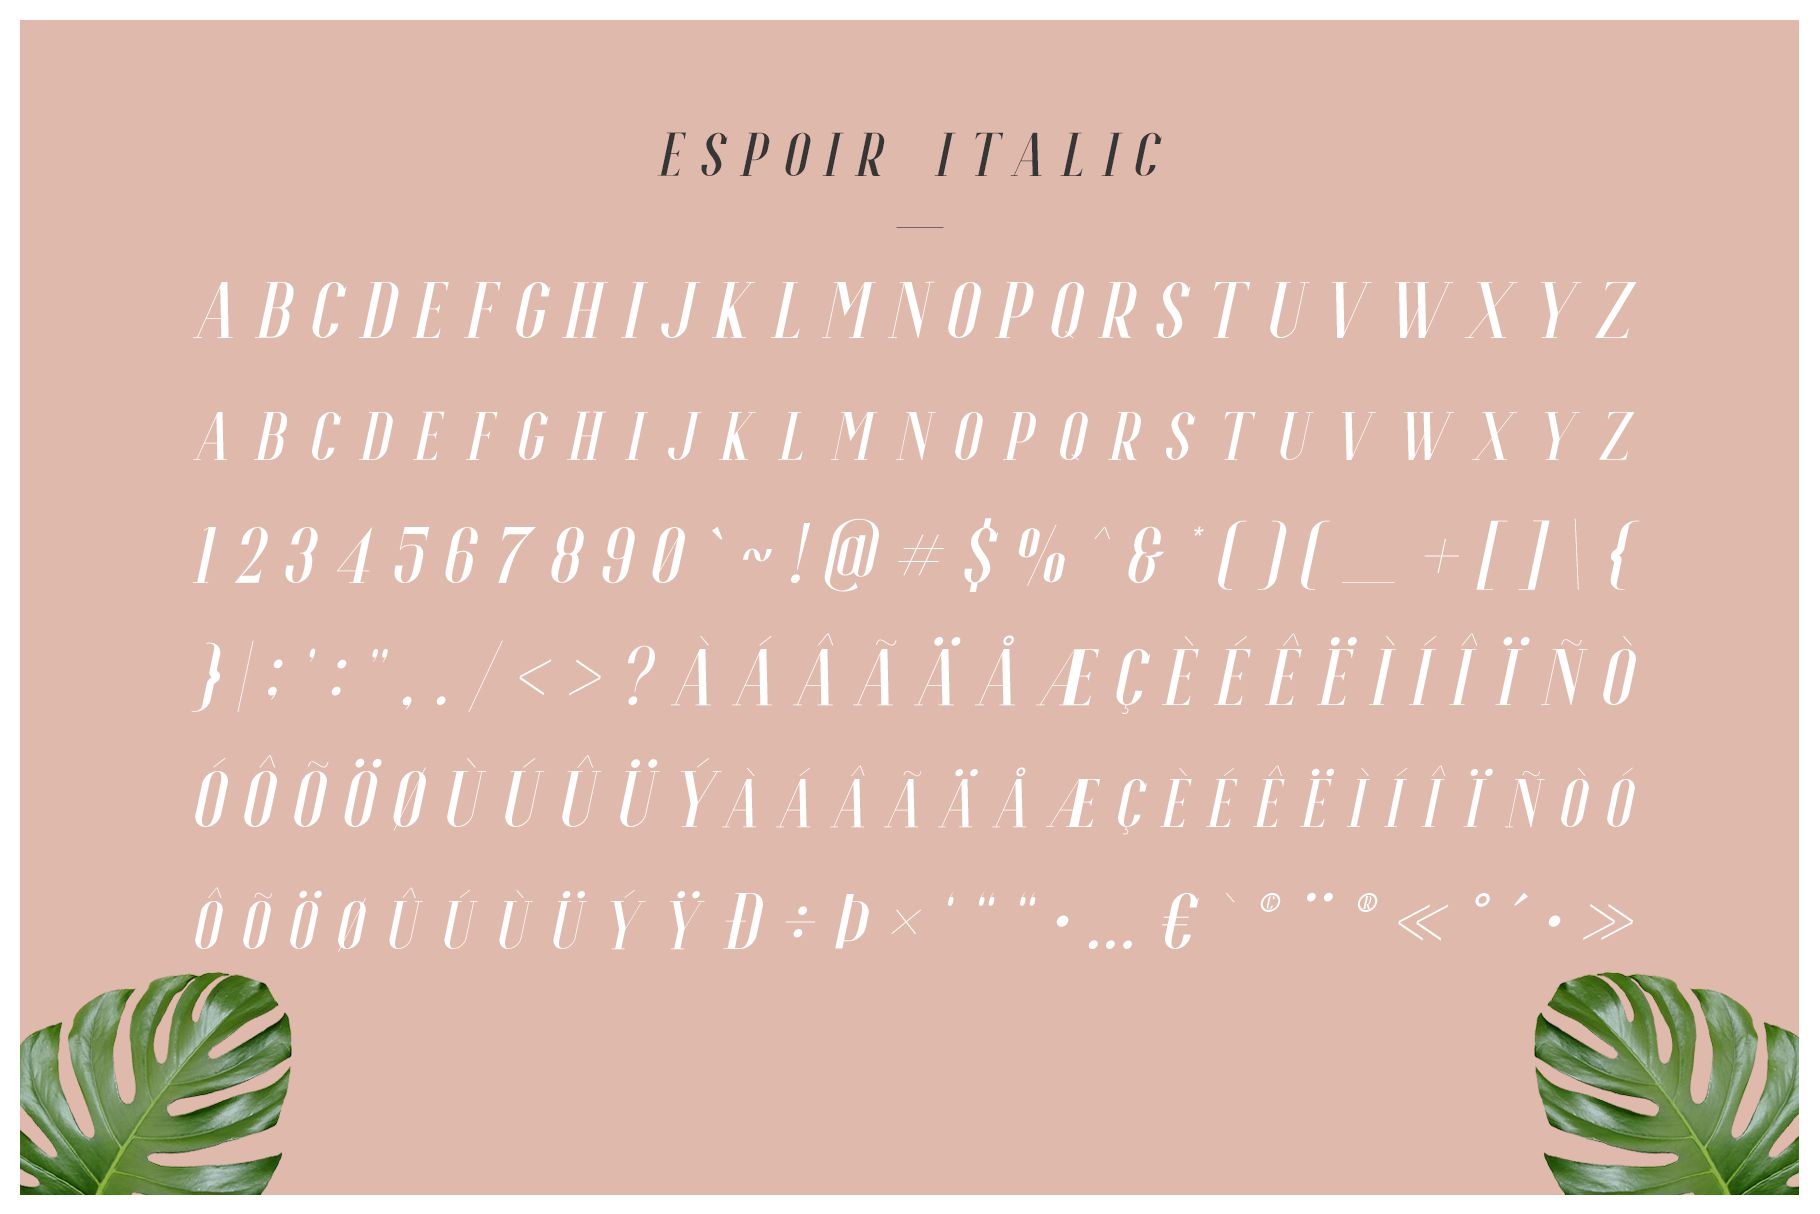 ESPOIR ITALIC
A B C D E F G H I J K L M N O P Q R S T U V W X Y Z
A B C D E F G H I J K L M N O P Q R S T U V W X Y Z
1 2 3 4 5 6 7 8 9 0 ` ~ ! @ # $ % ^ & * ( ) ( _ + [ ] \ {
} | ; ' : " , . / < > ? À Á Â Ã Ä Å Æ Ç È É Ê Ë Ì Í Î Ï Ñ Ò
Ó Ô Õ Ö Ø Ù Ú Û Ü Ý À Á Â Ã Ä Å Æ Ç È É Ê Ë Ì Í Î Ï Ñ Ò Ó
Ô Õ Ö Ø Û Ú Ù Ü Ý Ÿ Ð ÷ Þ × ‘ “ “ • … € ` © ¨ ® « ° ´ • »